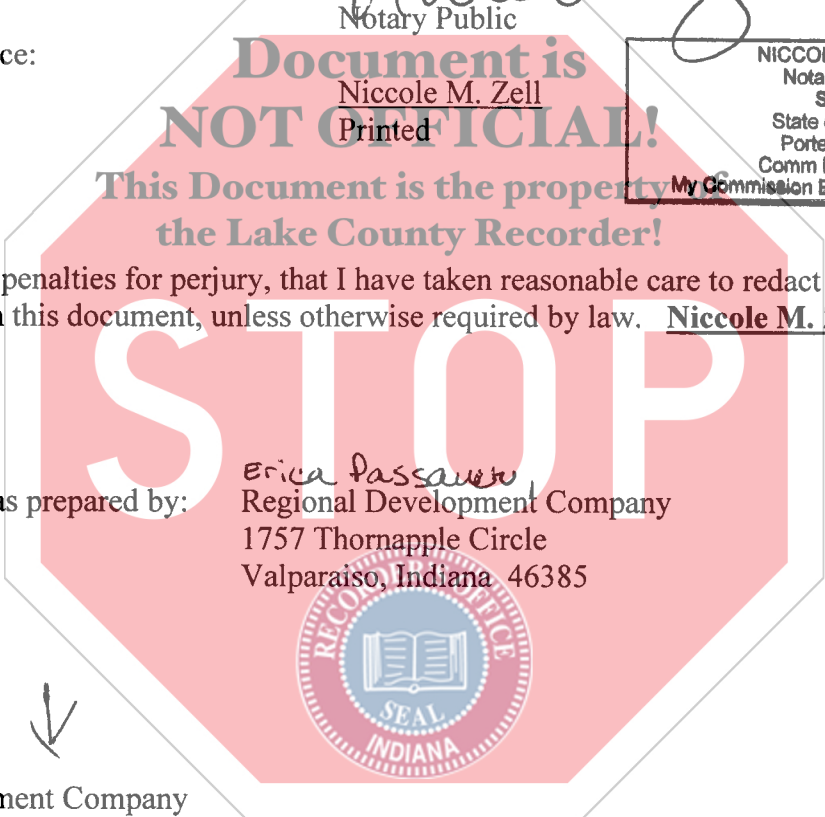 Notary Public
ce:
Document is
Niccole M. Zell
NOT OFFICIAL!
Printed
NICCOL
Nota
S
State
Porte
Comm
My Commission E
This Document is the property of
the Lake County Recorder!
penalties for perjury, that I have taken reasonable care to redact
this document, unless otherwise required by law. Niccole M.
STOP
Erica Passauer,
as prepared by: Regional Development Company
1757 Thornapple Circle
Valparaiso, Indiana 46385
RECORDER'S OFFICE
SEAL
INDIANA
ment Company